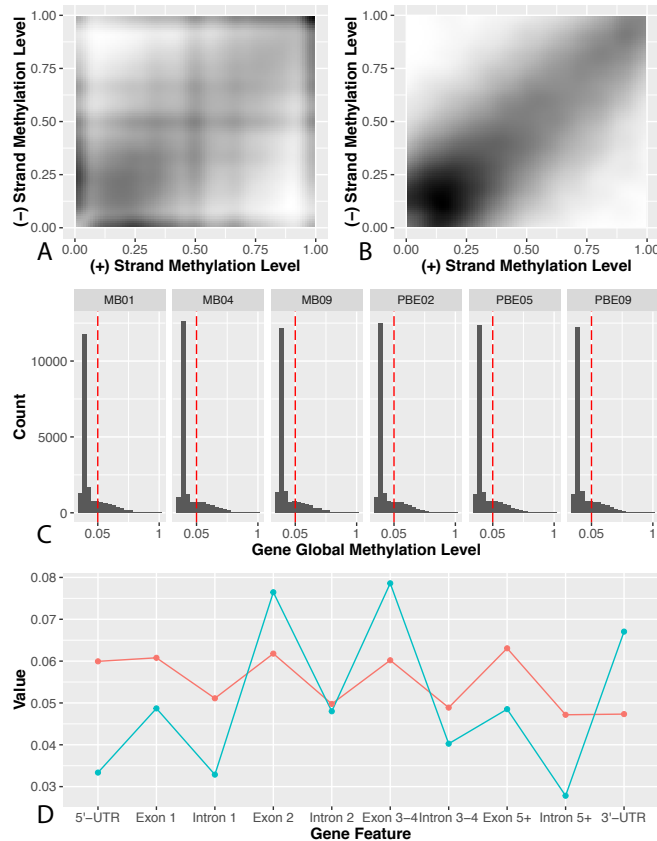 1.00
0.75
0.50
0.25
0.00
(−) Strand Methylation Level
0.00 0.25 0.50 0.75 1.00
(+) Strand Methylation Level
A
1.00
0.75
0.50
0.25
0.00
(−) Strand Methylation Level
0.00 0.25 0.50 0.75 1.00
(+) Strand Methylation Level
B
MB01 MB04 MB09 PBE02 PBE05 PBE09
10000
5000
0
Count
0.05 1 0.05 1 0.05 1 0.05 1 0.05 1 0.05 1
Gene Global Methylation Level
C
0.08
0.07
0.06
0.05
0.04
0.03
Value
5'−UTR Exon 1 Intron 1 Exon 2 Intron 2 Exon 3−4 Intron 3−4 Exon 5+ Intron 5+ 3'−UTR
Gene Feature
D